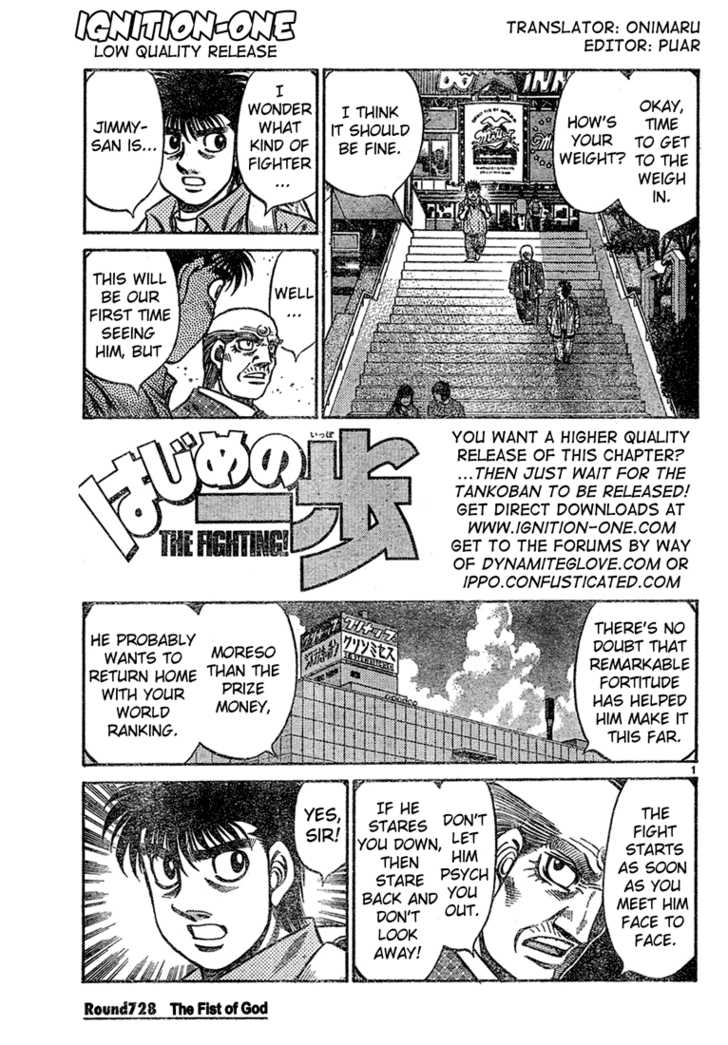 IGNITION-ONE
LOW QUALITY RELEASE
TRANSLATOR: ONIMARU
EDITOR: PUAR
OKAY,
TIME
TO GET
TO THE
WEIGH
IN.
HOW'S
YOUR
WEIGHT?
I THINK
IT SHOULD
BE FINE.
INN
I
WONDER
WHAT
KIND OF
FIGHTER
...
JIMMY-
SAN IS...
WELL
...
THIS WILL
BE OUR
FIRST TIME
SEEING
HIM, BUT
はじめの一歩
いっぽ
THE FIGHTING!
YOU WANT A HIGHER QUALITY
RELEASE OF THIS CHAPTER?
...THEN JUST WAIT FOR THE
TANKOBAN TO BE RELEASED!
GET DIRECT DOWNLOADS AT
WWW.IGNITION-ONE.COM
GET TO THE FORUMS BY WAY
OF DYNAMITEGLOVE.COM OR
IPPO.CONFUSTICATED.COM
THERE'S NO
DOUBT THAT
REMARKABLE
FORTITUDE
HAS HELPED
HIM MAKE IT
THIS FAR.
MORESO
THAN THE
PRIZE
MONEY,
HE PROBABLY
WANTS TO
RETURN HOME
WITH YOUR
WORLD
RANKING.
1
THE
FIGHT
STARTS
AS SOON
AS YOU
MEET HIM
FACE TO
FACE.
DON'T
LET
HIM
PSYCH
YOU
OUT.
IF HE
STARES
YOU DOWN,
THEN
STARE
BACK AND
DON'T
LOOK
AWAY!
YES,
SIR!
Round728 The Fist of God